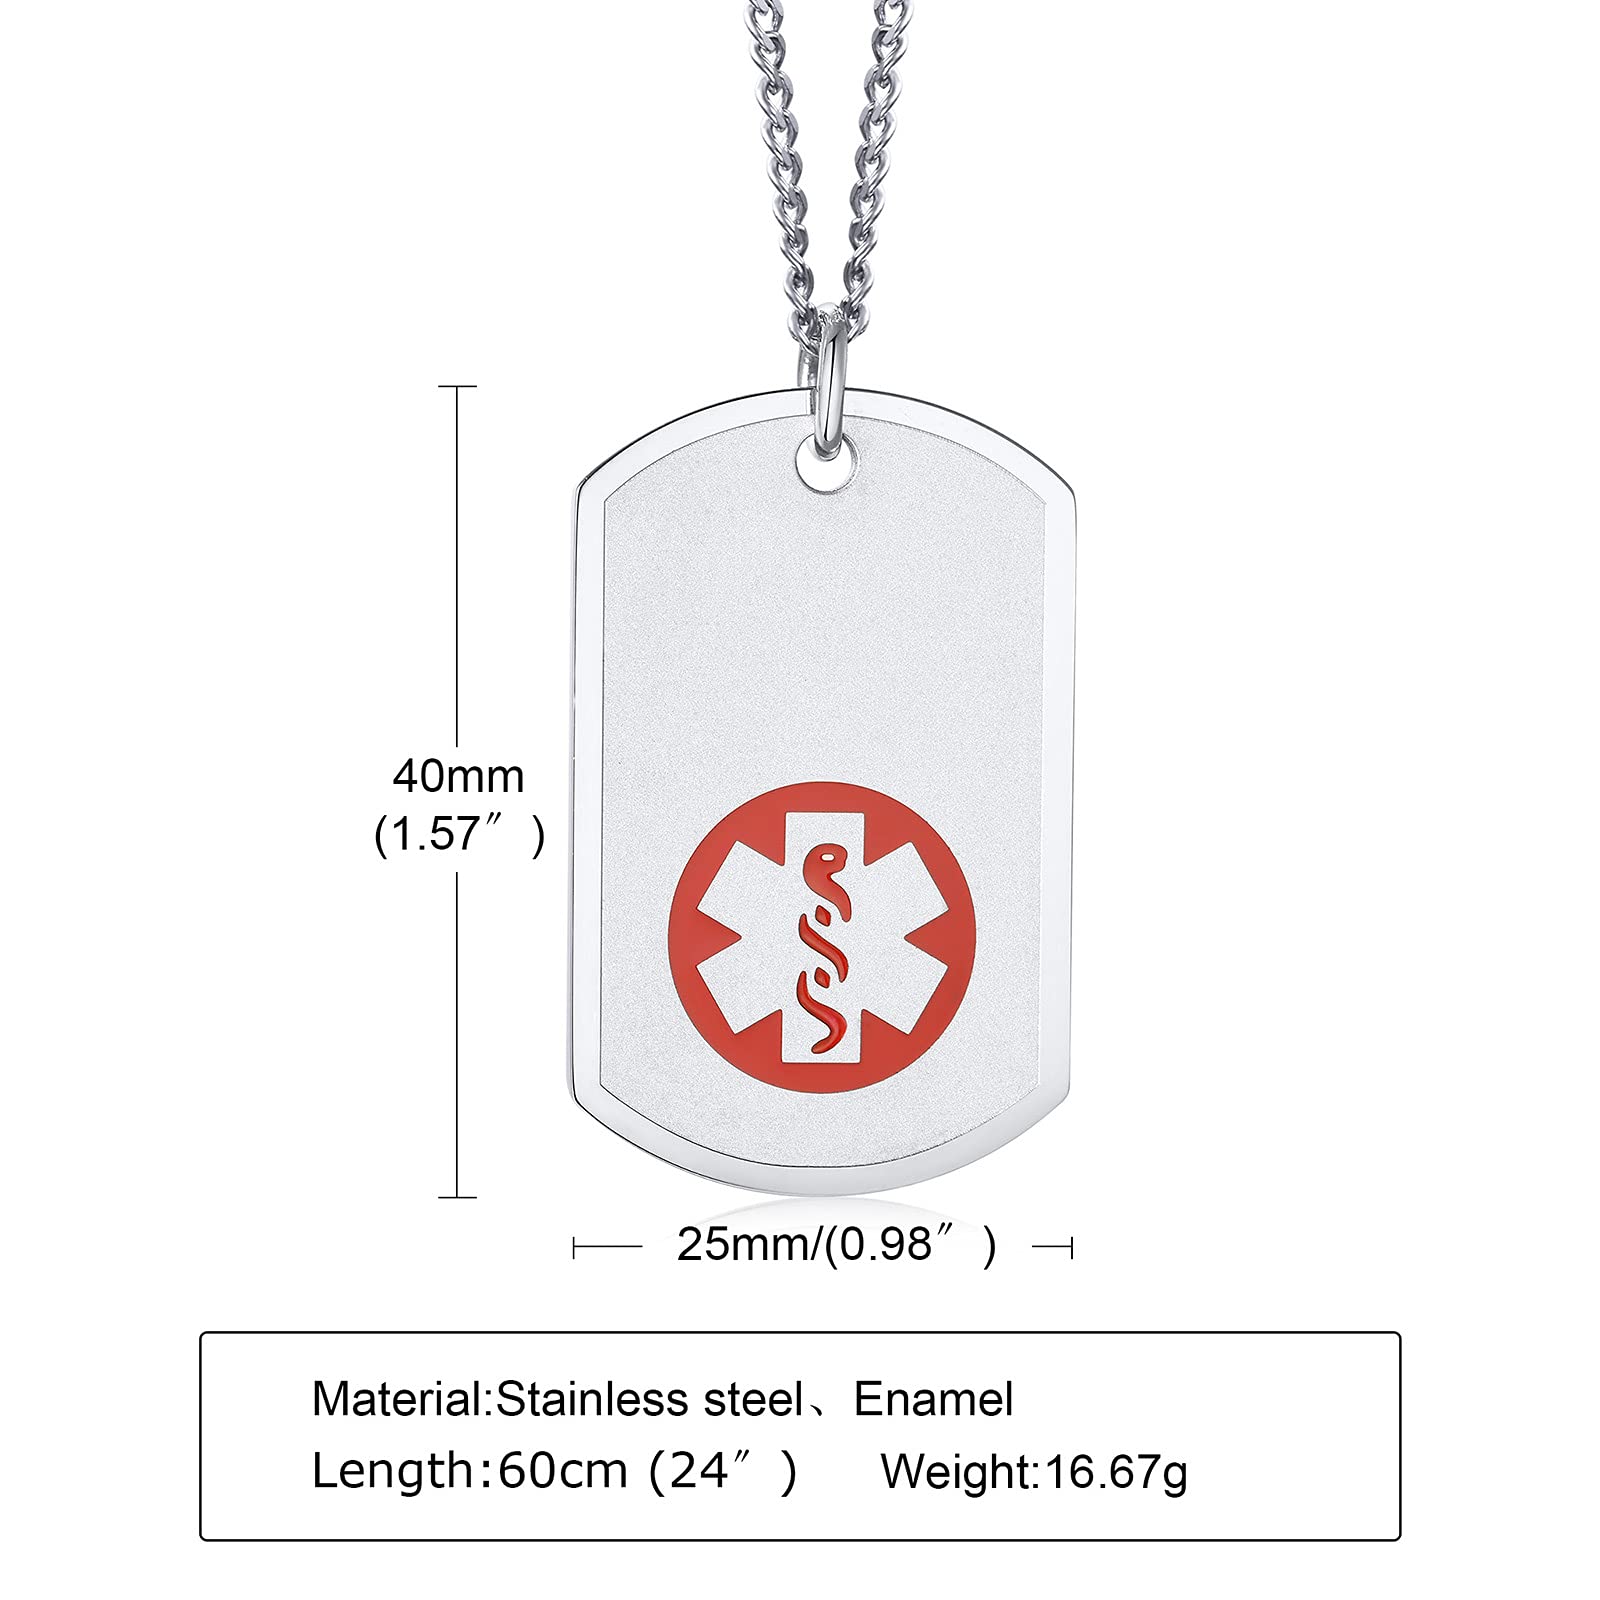 40mm
(1.57″ )
25mm/(0.98″ )
Material:Stainless steel、Enamel
Length:60cm (24″ ) Weight:16.67g